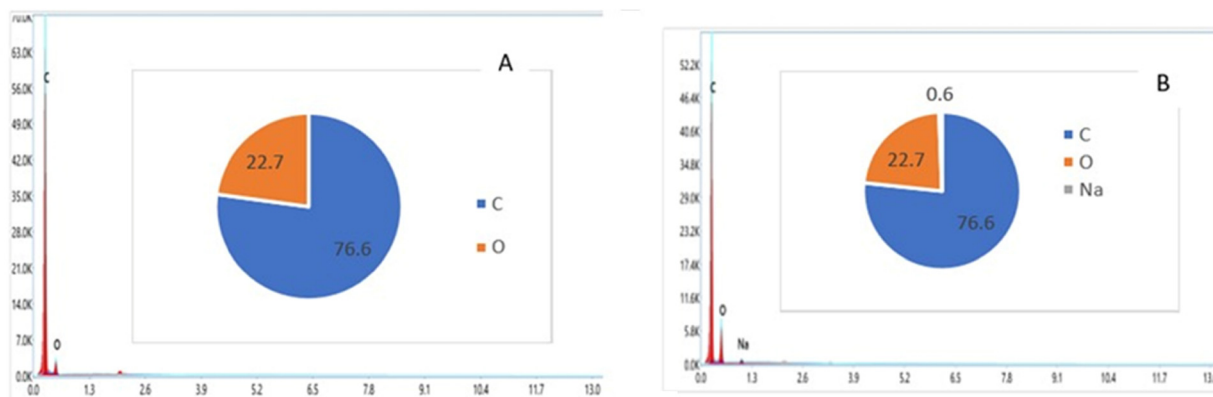 70.0K
63.0K
56.0K
49.0K
42.0K
35.0K
28.0K
21.0K
14.0K
7.0K
0.0K
C
O
A
22.7
76.6
C
O
0.0 1.3 2.6 3.9 5.2 6.5 7.8 9.1 10.4 11.7 13.0
52.2K
46.4K
40.6K
34.8K
29.0K
23.2K
17.4K
11.6K
5.8K
0.0K
C
O
Na
B
0.6
22.7
76.6
C
O
Na
0.0 1.3 2.6 3.9 5.2 6.5 7.8 9.1 10.4 11.7